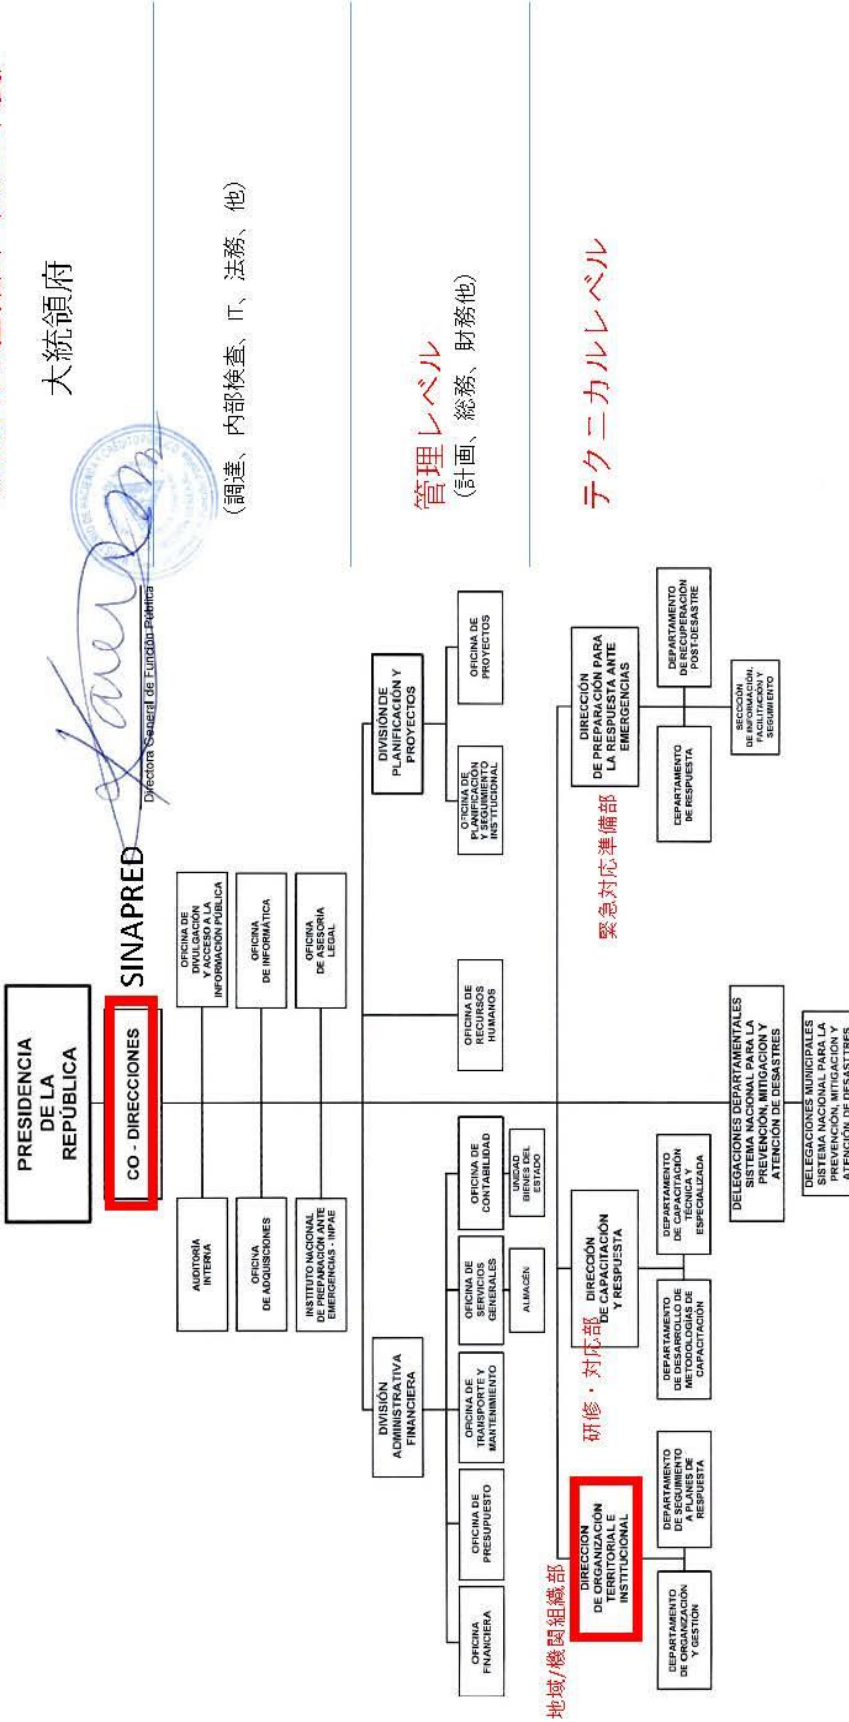 PRESIDENCIA
DE LA
REPÚBLICA
大統領府
CO - DIRECCIONES
SINAPRED
Directora General de Función Pública
AUDITORÍA
INTERNA
OFICINA DE
DIVULGACIÓN
Y ACCESO A LA
INFORMACIÓN PÚBLICA
OFICINA
DE ADQUISICIONES
OFICINA
DE INFORMÁTICA
(調達、内部検査、IT、法務、他)
INSTITUTO NACIONAL
DE PREPARACIÓN ANTE
EMERGENCIAS - INPAE
OFICINA
DE ASESORÍA
LEGAL
DIVISIÓN
ADMINISTRATIVA
FINANCIERA
DIVISIÓN DE
PLANIFICACIÓN Y
PROYECTOS
管理レベル
(計画、総務、財務他)
OFICINA
FINANCIERA
OFICINA DE
PRESUPUESTO
OFICINA DE
TRANSPORTE Y
MANTENIMIENTO
OFICINA DE
SERVICIOS
GENERALES
OFICINA DE
CONTABILIDAD
OFICINA DE
RECURSOS
HUMANOS
OFICINA DE
PLANIFICACIÓN
Y SEGUIMIENTO
INSTITUCIONAL
OFICINA DE
PROYECTOS
ALMACÉN
UNIDAD
BIENES DEL
ESTADO
地域/機関組織部
DIRECCION
DE ORGANIZACIÓN
TERRITORIAL E
INSTITUCIONAL
研修・対応部
DIRECCIÓN
DE CAPACITACIÓN
Y RESPUESTA
緊急対応準備部
DIRECCIÓN
DE PREPARACIÓN PARA
LA RESPUESTA ANTE
EMERGENCIAS
テクニカルレベル
DEPARTAMENTO
DE ORGANIZACIÓN
Y GESTIÓN
DEPARTAMENTO
DE SEGUIMIENTO
A PLANES DE
RESPUESTA
DEPARTAMENTO
DE DESARROLLO DE
METODOLOGÍAS DE
CAPACITACIÓN
DEPARTAMENTO
DE CAPACITACIÓN
TÉCNICA Y
ESPECIALIZADA
DEPARTAMENTO
DE RESPUESTA
DEPARTAMENTO
DE RECUPERACIÓN
POST-DESASTRE
SECCIÓN
DE INFORMACIÓN,
FACILITACIÓN Y
SEGUIMIENTO
DELEGACIONES DEPARTAMENTALES
SISTEMA NACIONAL PARA LA
PREVENCIÓN, MITIGACION Y
ATENCIÓN DE DESASTRES
DELEGACIONES MUNICIPALES
SISTEMA NACIONAL PARA LA
PREVENCIÓN, MITIGACIÓN Y
ATENCIÓN DE DESASTRES